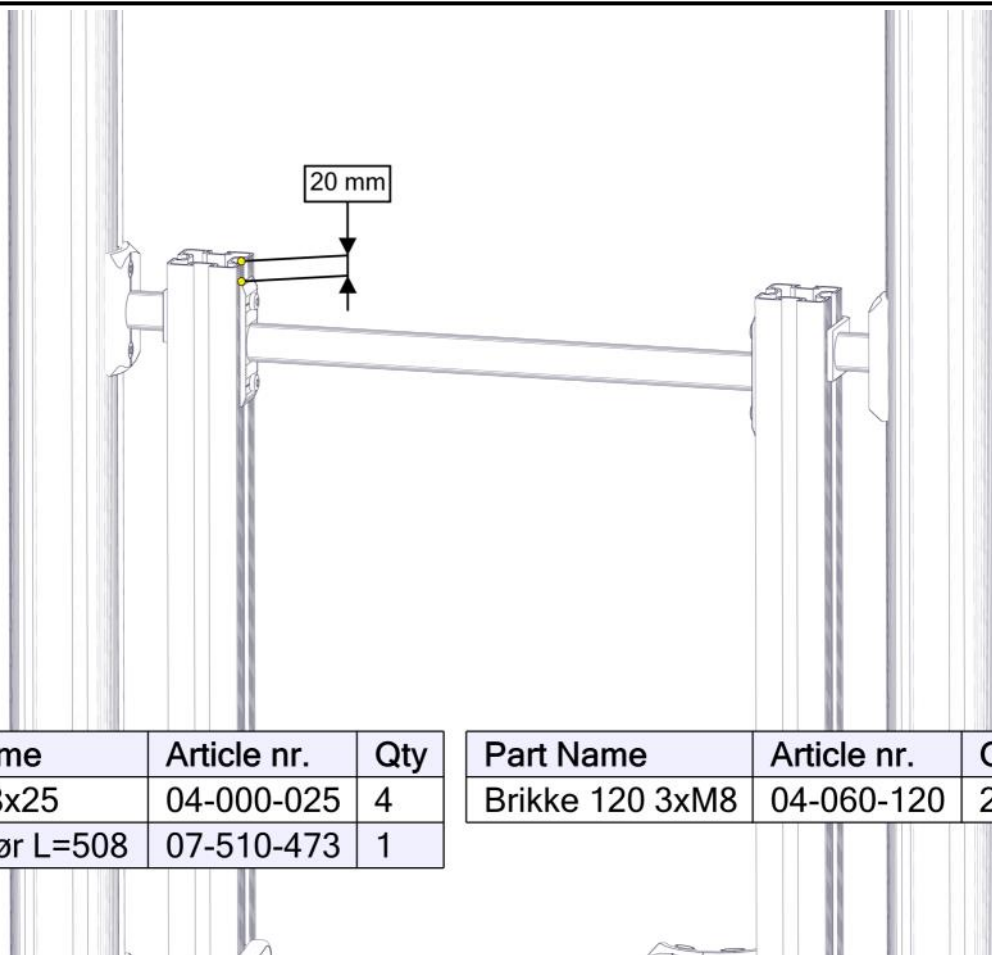 20 mm
me Article nr. Qty
x25 04-000-025 4
ør L=508 07-510-473 1
Part Name Article nr.
Brikke 120 3xM8 04-060-120 2